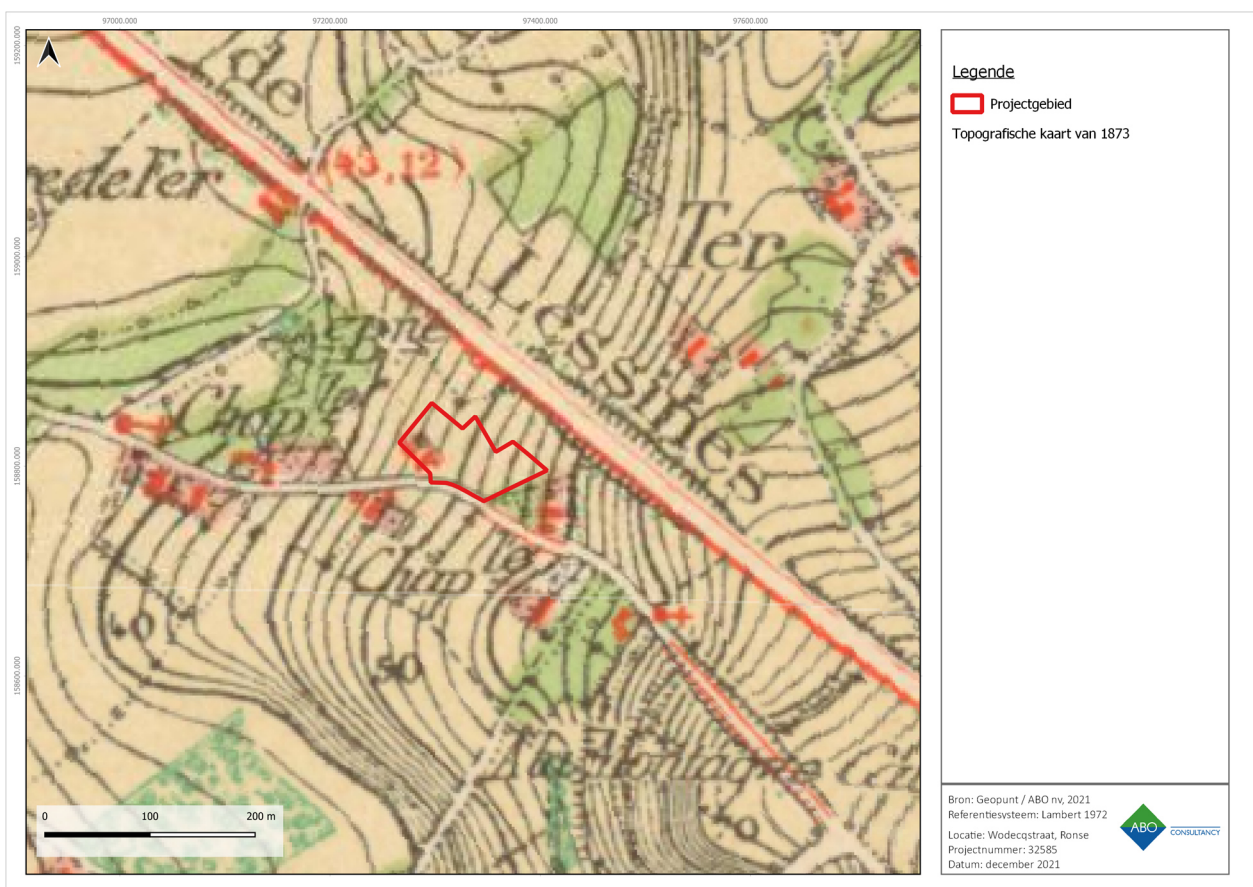 97000.000
97200.000
97400.000
97600.000
159200.000
159000.000
158800.000
158600.000
de
(43,12)
Ter
Lessines
Chap
Chap
40
50
40
0
100
200 m
Legende
Projectgebied
Topografische kaart van 1873
Bron: Geopunt / ABO nv, 2021
Referentiesysteem: Lambert 1972
Locatie: Wodecqstraat, Ronse
Projectnummer: 32585
Datum: december 2021
ABO
CONSULTANCY